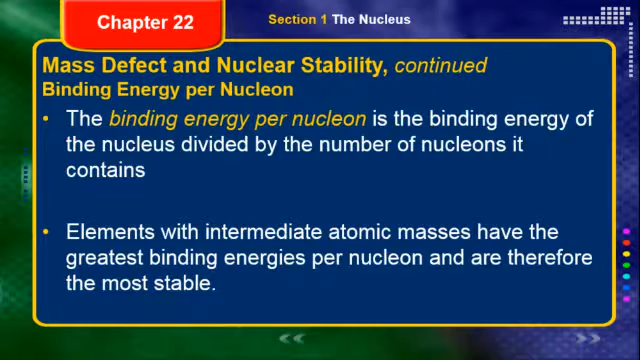 Chapter 22
Section 1 The Nucleus
Mass Defect and Nuclear Stability, continued
Binding Energy per Nucleon
• The binding energy per nucleon is the binding energy of
the nucleus divided by the number of nucleons it
contains
• Elements with intermediate atomic masses have the
greatest binding energies per nucleon and are therefore
the most stable.